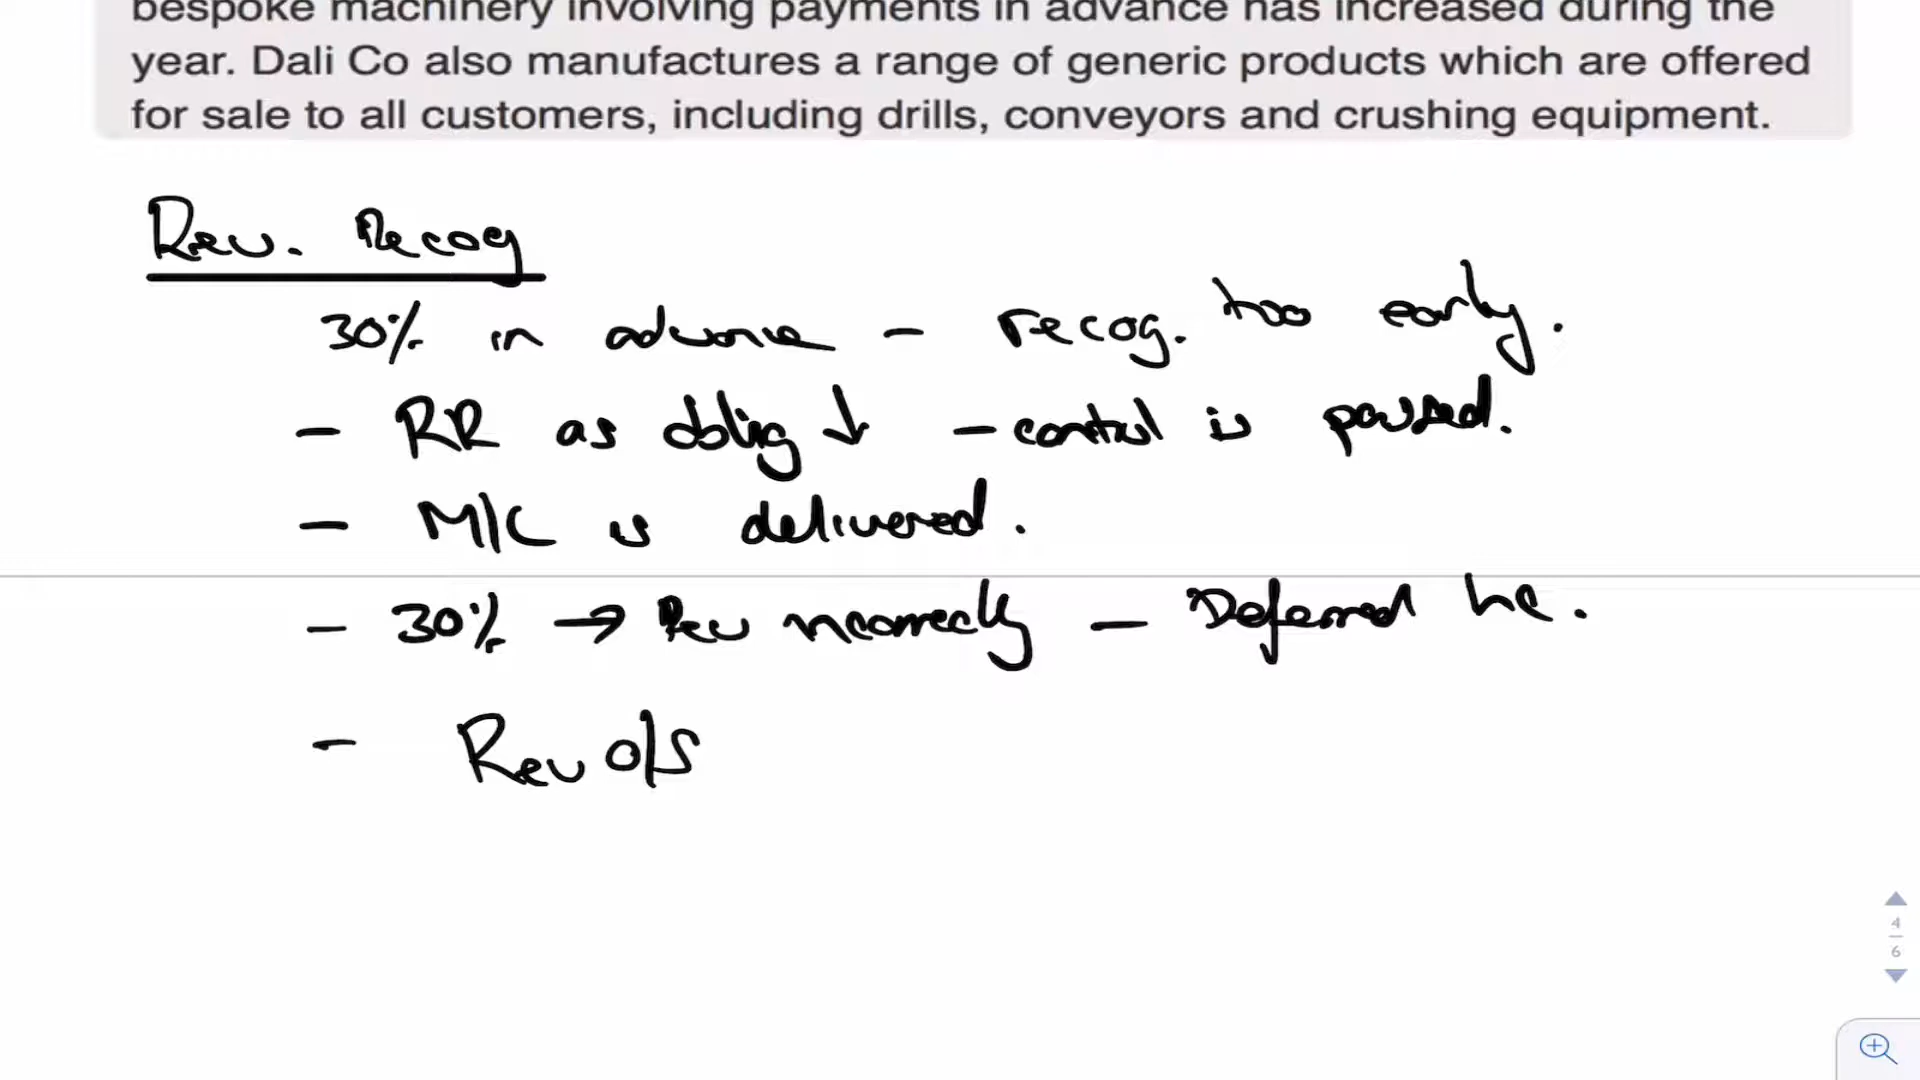 bespoke machinery involving payments in advance has increased during the
year. Dali Co also manufactures a range of generic products which are offered
for sale to all customers, including drills, conveyors and crushing equipment.
Rev. Recog
30% in advance - recog. too early.
- RR as oblig ↓ - control is passed.
- M/C is delivered.
- 30% → Rev incorrectly - Deferred Inc.
- Rev o/s
4
6